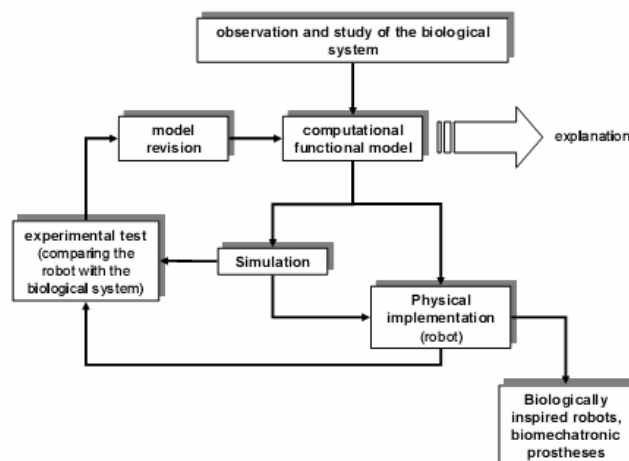 observation and study of the biological
system
model
revision
computational
functional model
explanation
experimental test
(comparing the
robot with the
biological system)
Simulation
Physical
implementation
(robot)
Biologically
inspired robots,
biomechatronic
prostheses